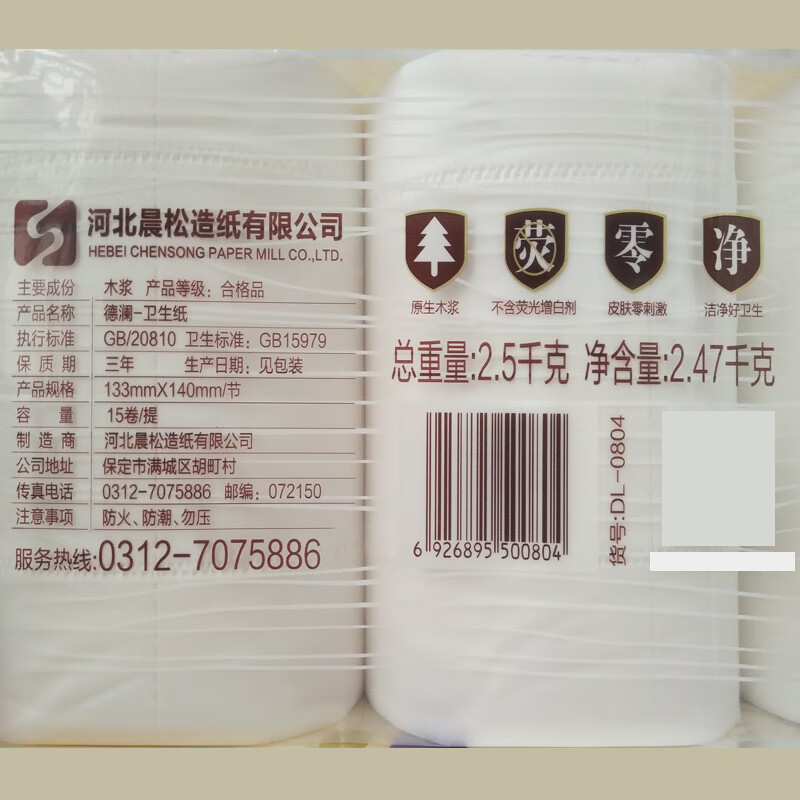 河北晨松造纸有限公司
HEBEI CHENSONG PAPER MILL CO.,LTD.
主要成份 木浆 产品等级：合格品
产品名称 德澜-卫生纸
执行标准 GB/20810 卫生标准：GB15979
保质期 三年 生产日期：见包装
产品规格 133mmX140mm/节
容量 15卷/提
制造商 河北晨松造纸有限公司
公司地址 保定市满城区胡町村
传真电话 0312-7075886 邮编：072150
注意事项 防火、防潮、勿压
服务热线:0312-7075886
荧 零 净
原生木浆 不含荧光增白剂 皮肤零刺激 洁净好卫生
总重量:2.5千克 净含量:2.47千克
6 926895 500804
货号:DL-0804